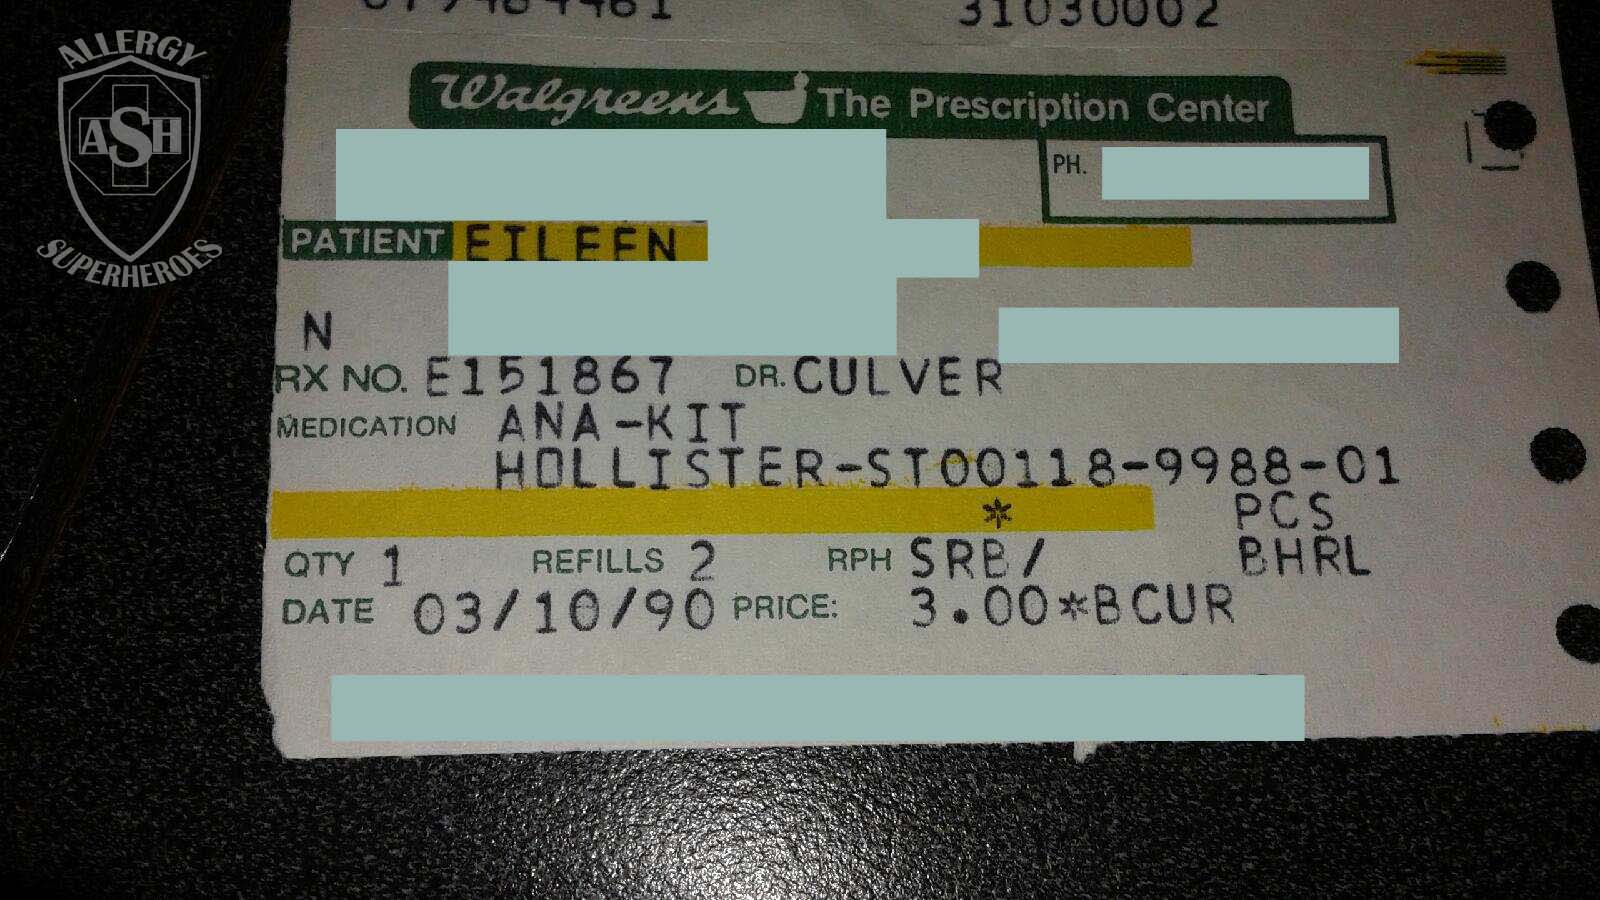 ALLERGY
ASH
SUPERHEROES
31030002
Walgreens The Prescription Center
PH.
PATIENT EILEEN
N
RX NO. E151867 DR. CULVER
MEDICATION ANA-KIT
HOLLISTER-ST00118-9988-01
* PCS
QTY 1 REFILLS 2 RPH SRB/ BHRL
DATE 03/10/90 PRICE: 3.00*BCUR